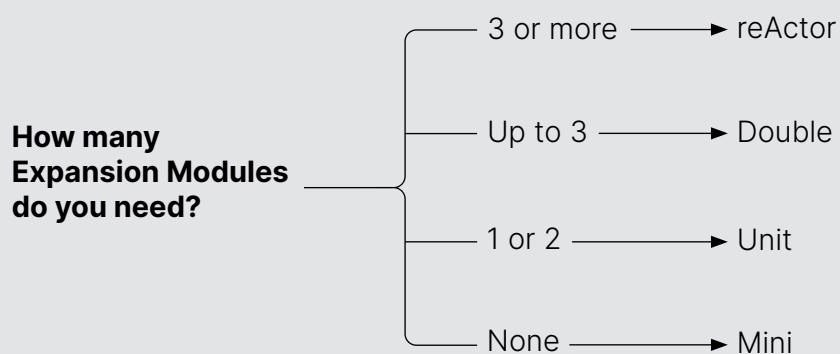 How many
Expansion Modules
do you need?
3 or more reActor
Up to 3 Double
1 or 2 Unit
None Mini